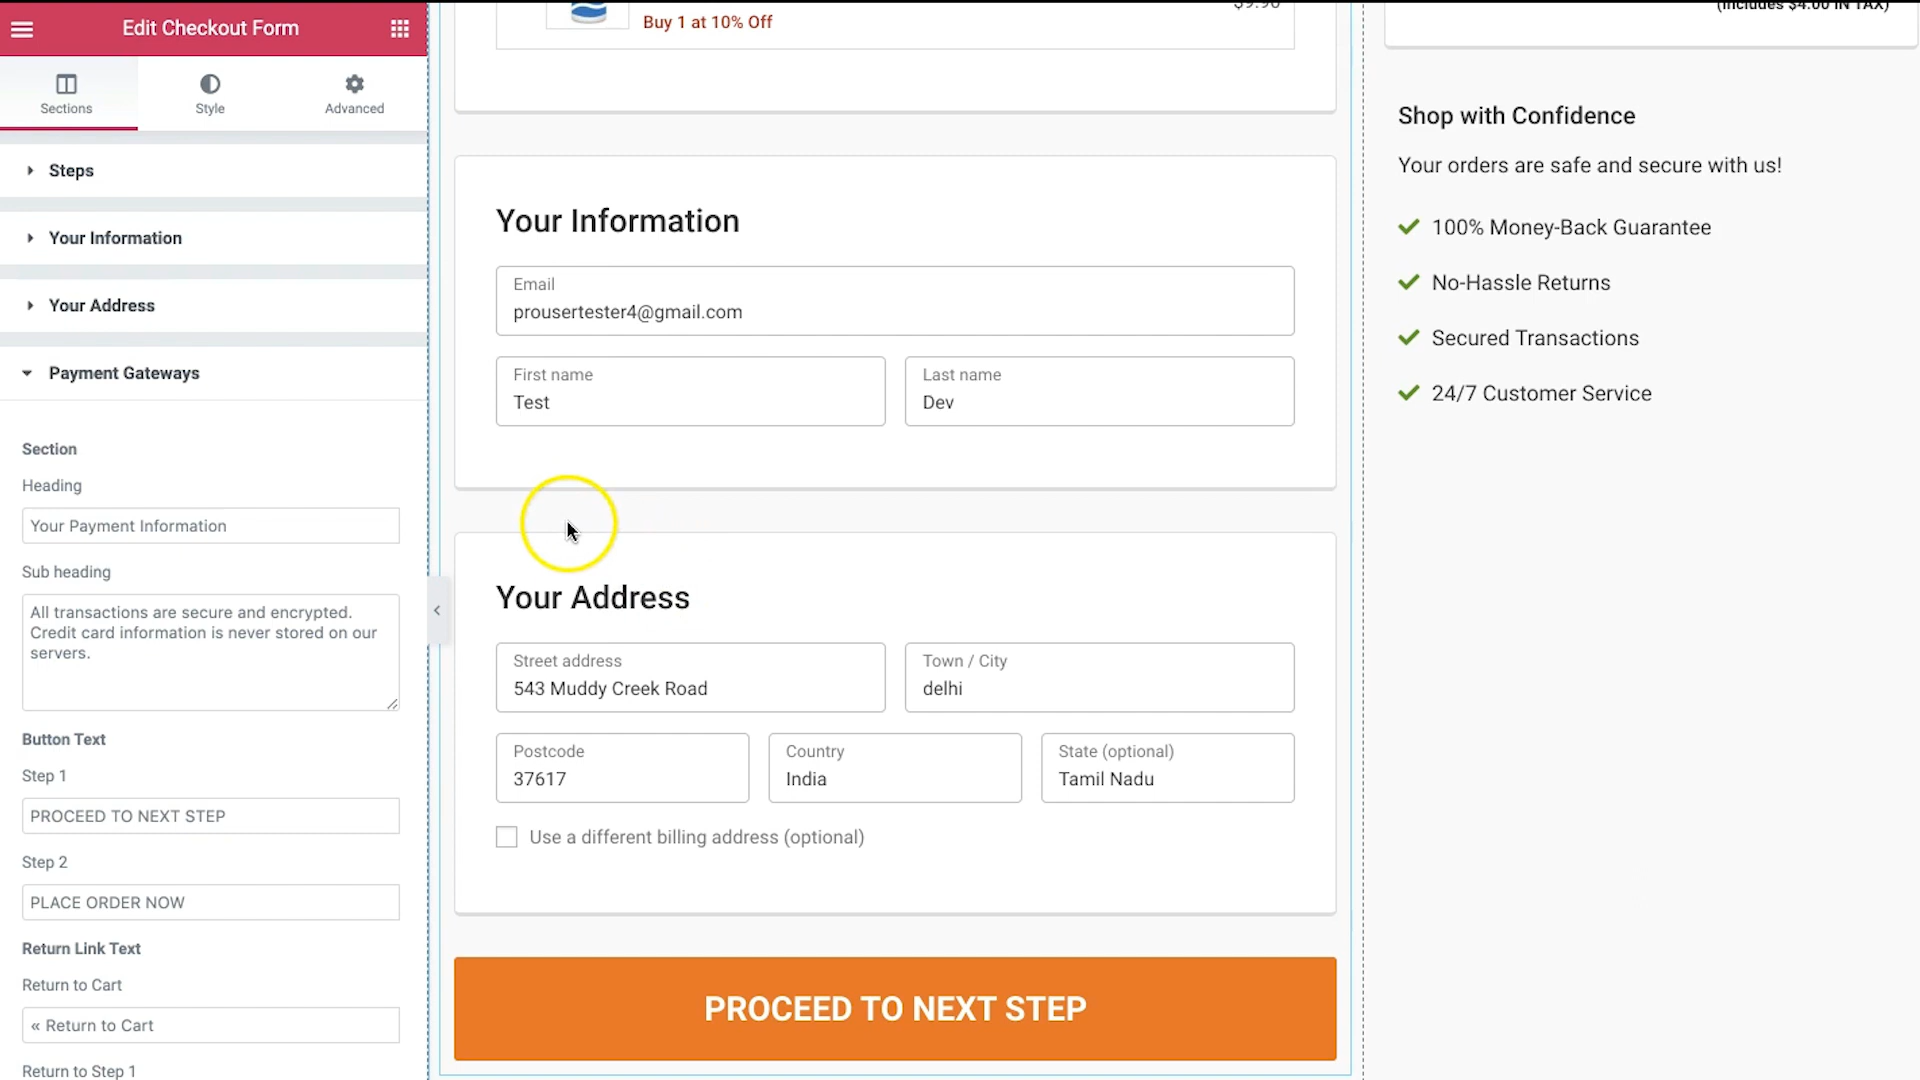 Edit Checkout Form
Sections
Style
Advanced
Steps
Your Information
Your Address
Payment Gateways
Section
Heading
Your Payment Information
Sub heading
All transactions are secure and encrypted.
Credit card information is never stored on our
servers.
Button Text
Step 1
PROCEED TO NEXT STEP
Step 2
PLACE ORDER NOW
Return Link Text
Return to Cart
« Return to Cart
Return to Step 1
Buy 1 at 10% Off
Your Information
Email
prousertester4@gmail.com
First name
Test
Last name
Dev
Your Address
Street address
543 Muddy Creek Road
Town / City
delhi
Postcode
37617
Country
India
State (optional)
Tamil Nadu
Use a different billing address (optional)
PROCEED TO NEXT STEP
(includes $4.00 IN TAX)
Shop with Confidence
Your orders are safe and secure with us!
100% Money-Back Guarantee
No-Hassle Returns
Secured Transactions
24/7 Customer Service